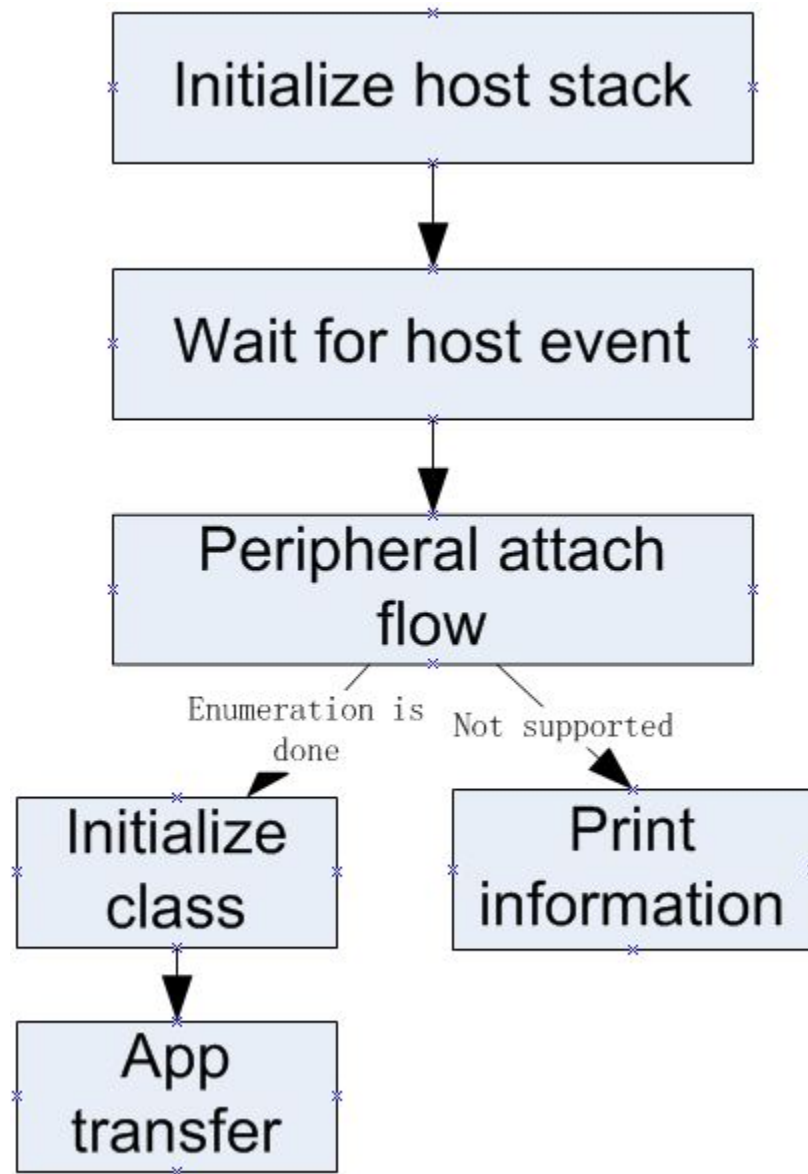 Initialize host stack
Wait for host event
Peripheral attach
flow
Enumeration is
done
Not supported
Initialize
class
Print
information
App
transfer